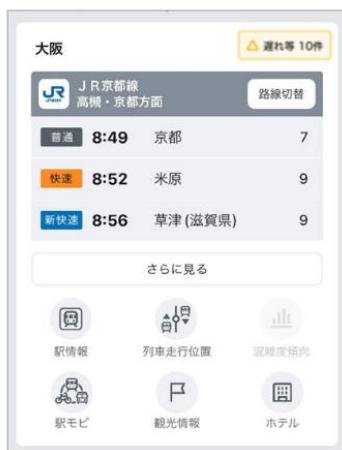 大阪
遅れ等 10件
JR
JR京都線
高槻・京都方面
路線切替
普通 8:49 京都 7
快速 8:52 米原 9
新快速 8:56 草津(滋賀県) 9
さらに見る
駅情報 列車走行位置 混雑度傾向
駅モビ 観光情報 ホテル